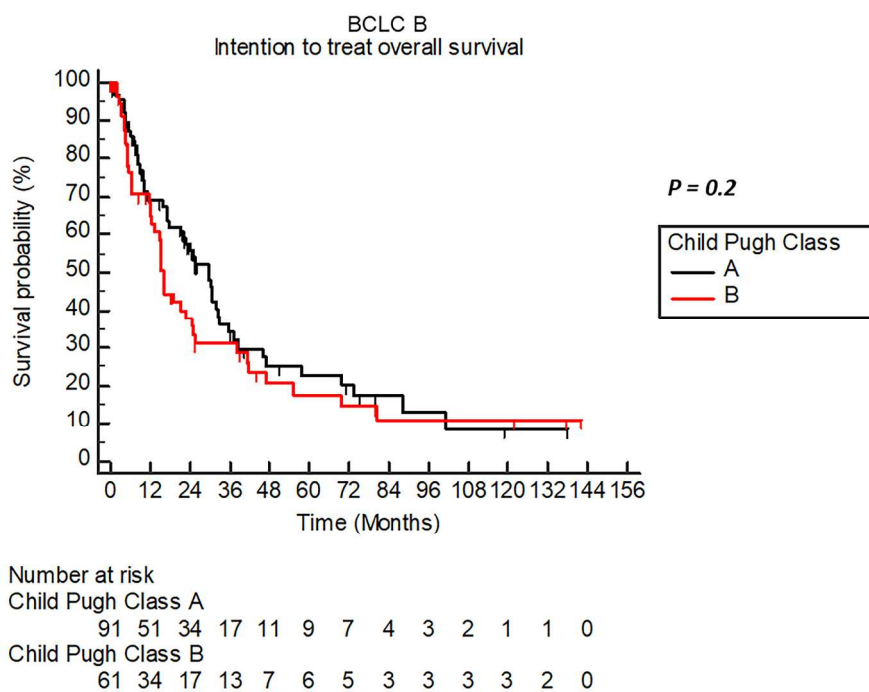 BCLC B
Intention to treat overall survival
100
90
80
70
60
50
40
30
20
10
0
Survival probability (%)
0 12 24 36 48 60 72 84 96 108 120 132 144 156
Time (Months)
P = 0.2
Child Pugh Class
A
B
Number at risk
Child Pugh Class A
91 51 34 17 11 9 7 4 3 2 1 1 0
Child Pugh Class B
61 34 17 13 7 6 5 3 3 3 3 2 0